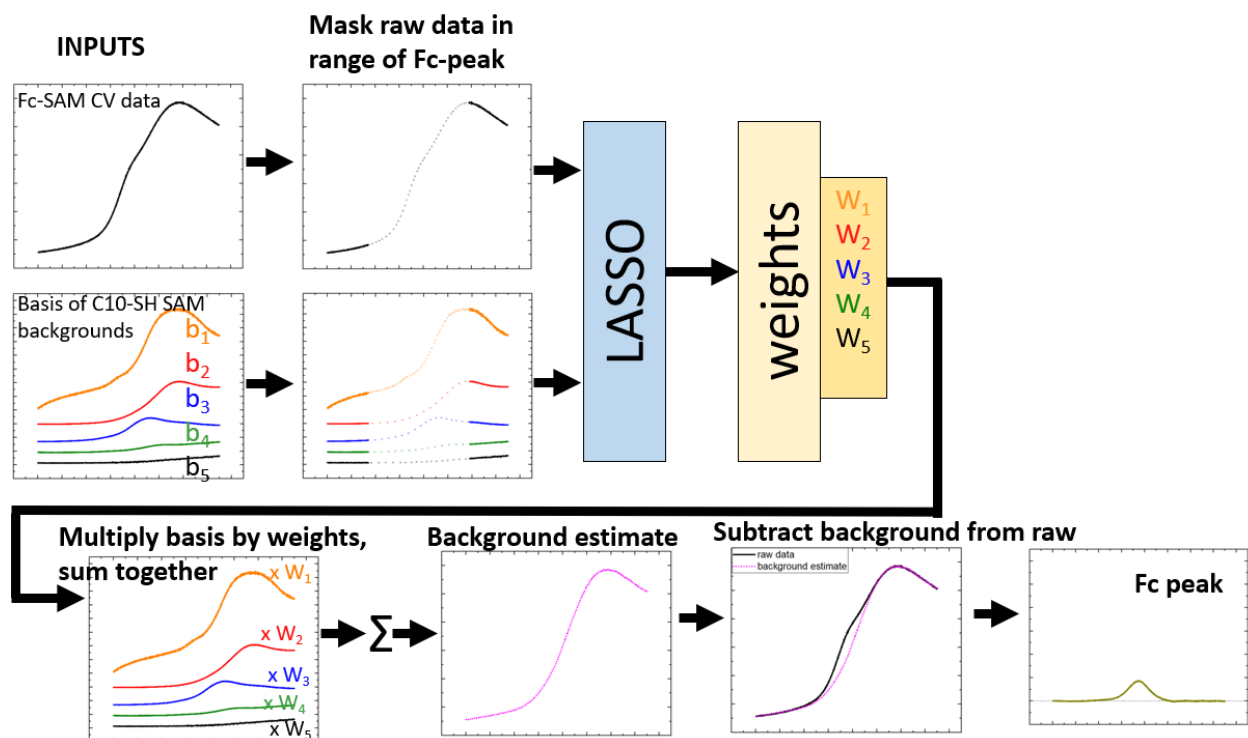 INPUTS
Mask raw data in
range of Fc-peak
Fc-SAM CV data
Basis of C10-SH SAM
backgrounds
b1
b2
b3
b4
b5
LASSO
weights
W1
W2
W3
W4
W5
Multiply basis by weights,
sum together
x W1
x W2
x W3
x W4
x W5
Σ
Background estimate
Subtract background from raw
raw data
background estimate
Fc peak